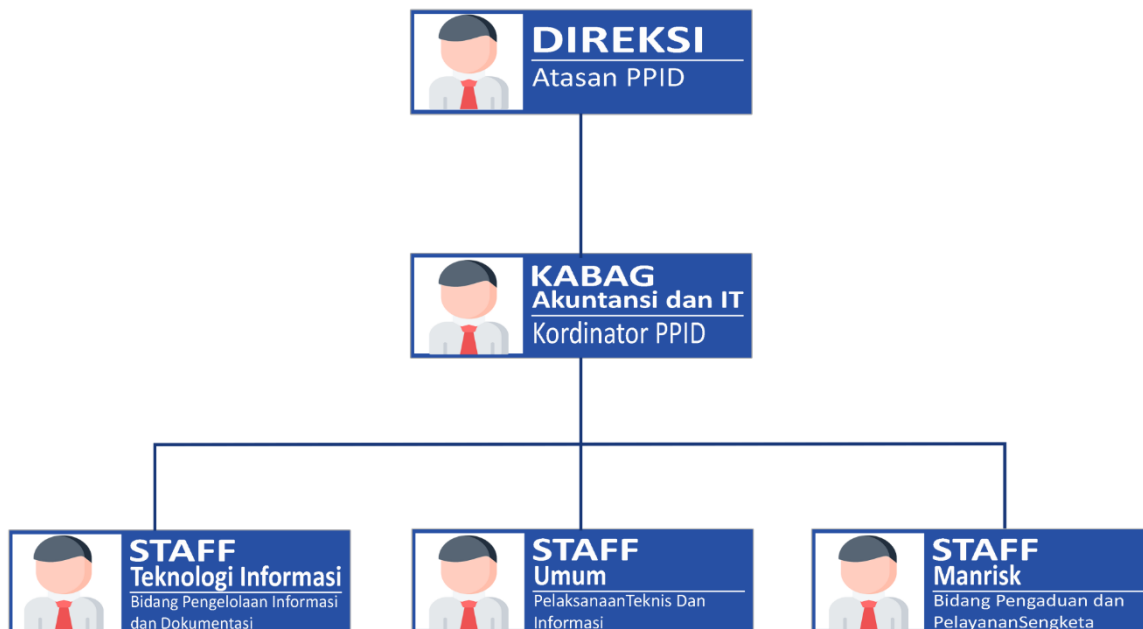 DIREKSI
Atasan PPID
KABAG
Akuntansi dan IT
Kordinator PPID
STAFF
Teknologi Informasi
Bidang Pengelolaan Informasi
dan Dokumentasi
STAFF
Umum
PelaksanaanTeknis Dan
Informasi
STAFF
Manrisk
Bidang Pengaduan dan
PelayananSengketa